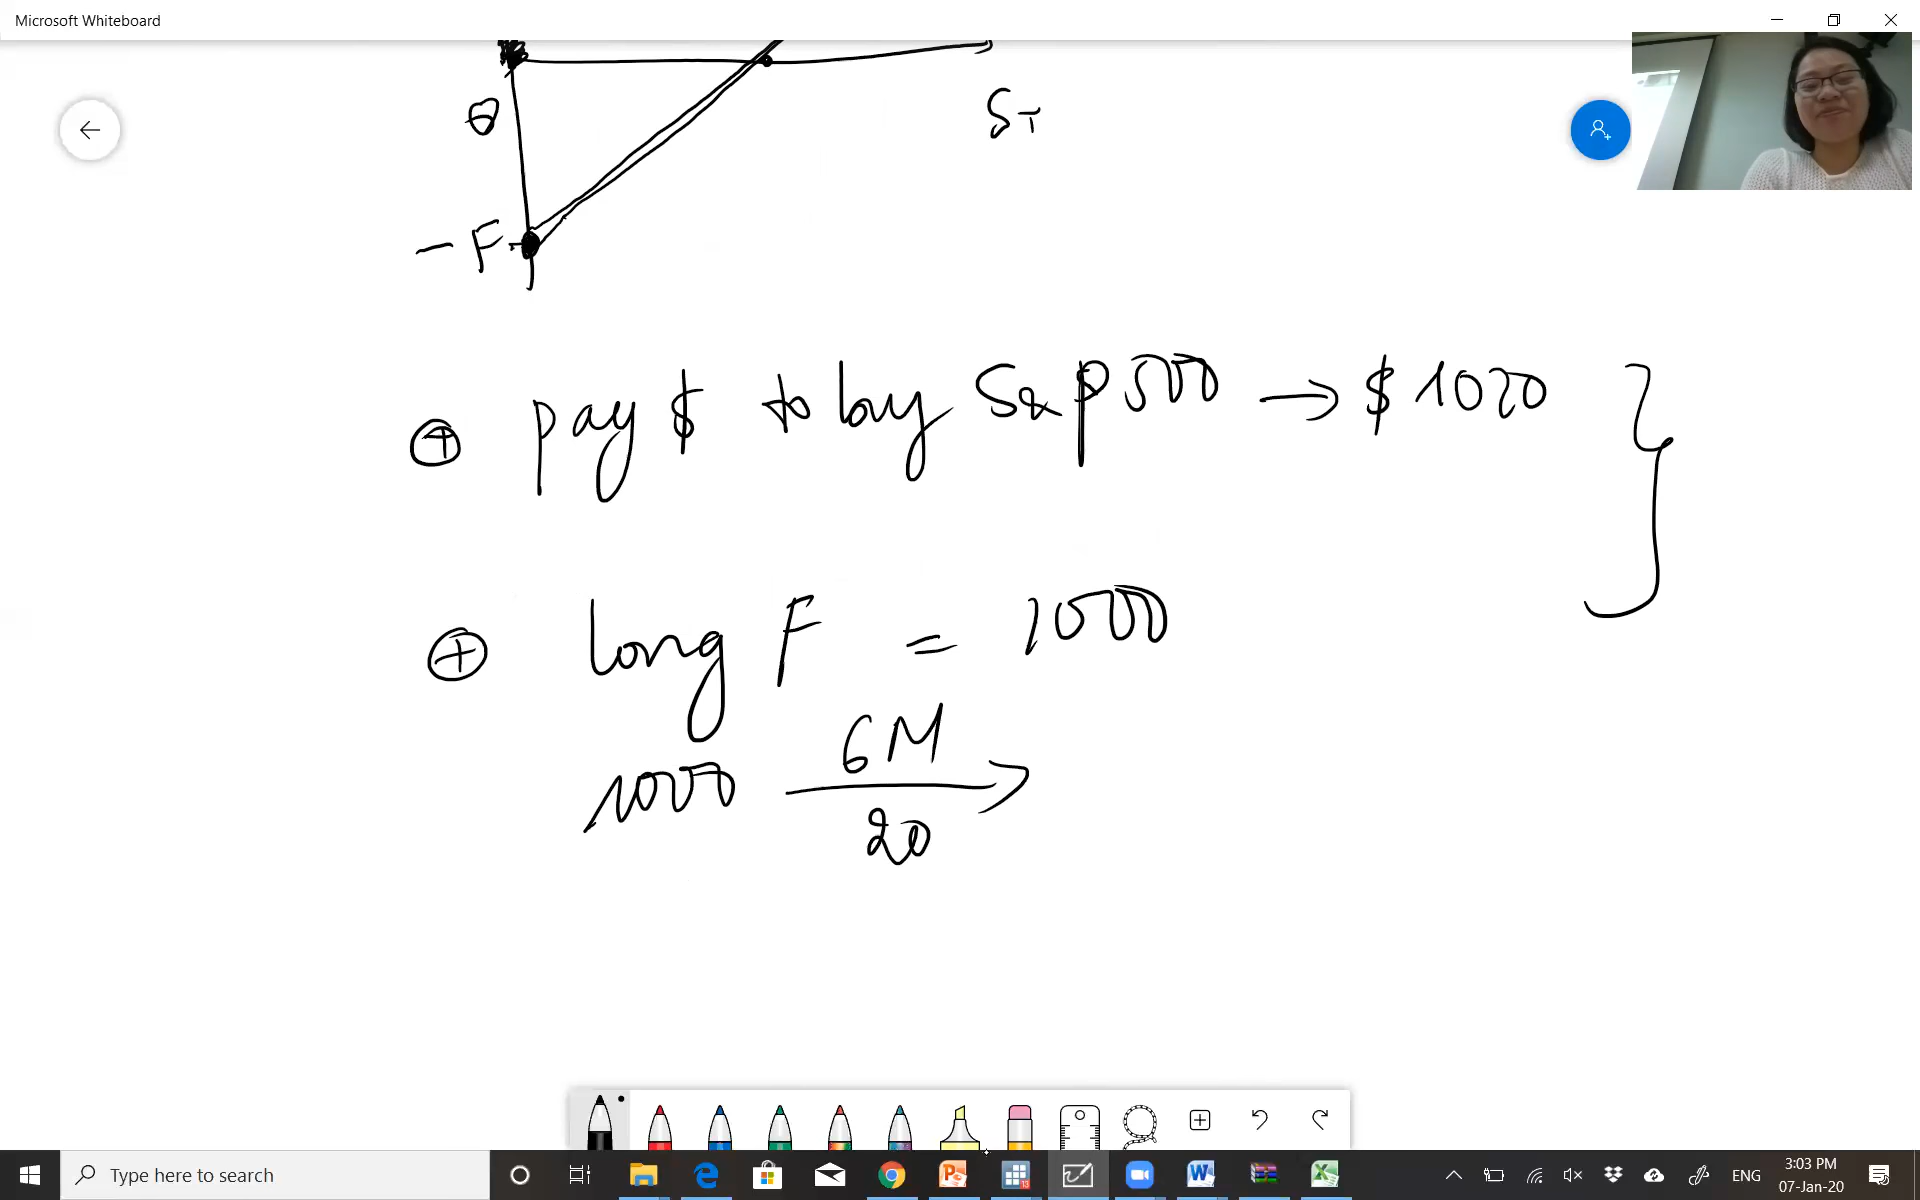 Microsoft Whiteboard
0
S_T
- F
⊕ pay $ to buy S&P 500 → $ 1020
⊕ long F = 1000
6M
1000 →
20
Type here to search
13
ENG
3:03 PM
07-Jan-20